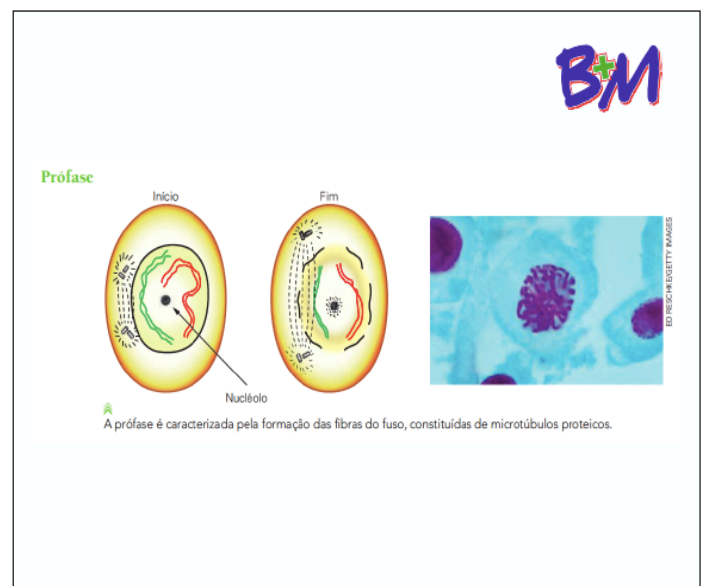 B+M
Prófase
Início
Fim
Nucléolo
ED RESCHKE/GETTY IMAGES
A prófase é caracterizada pela formação das fibras do fuso, constituídas de microtúbulos proteicos.